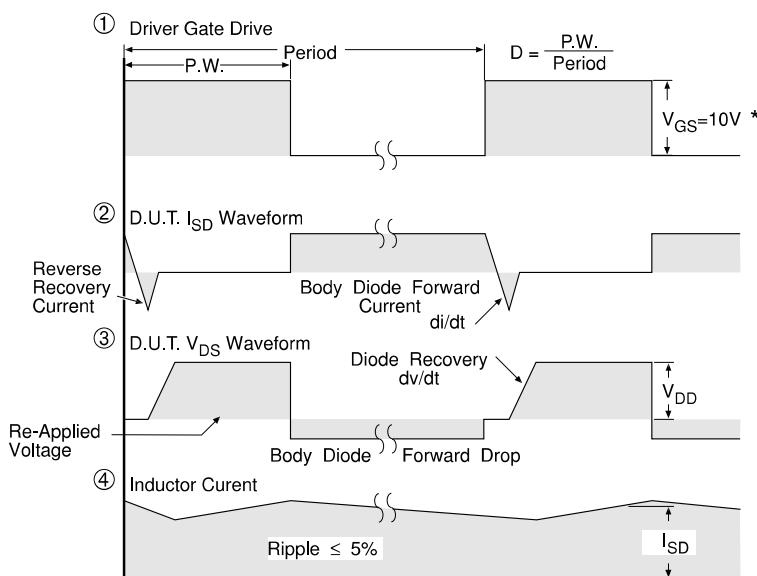 ① Driver Gate Drive
Period
P.W.
D = P.W. / Period
V_GS=10V *
② D.U.T. I_SD Waveform
Reverse
Recovery
Current
Body Diode Forward
Current
di/dt
③ D.U.T. V_DS Waveform
Diode Recovery
dv/dt
V_DD
Re-Applied
Voltage
Body Diode Forward Drop
④ Inductor Curent
Ripple ≤ 5%
I_SD